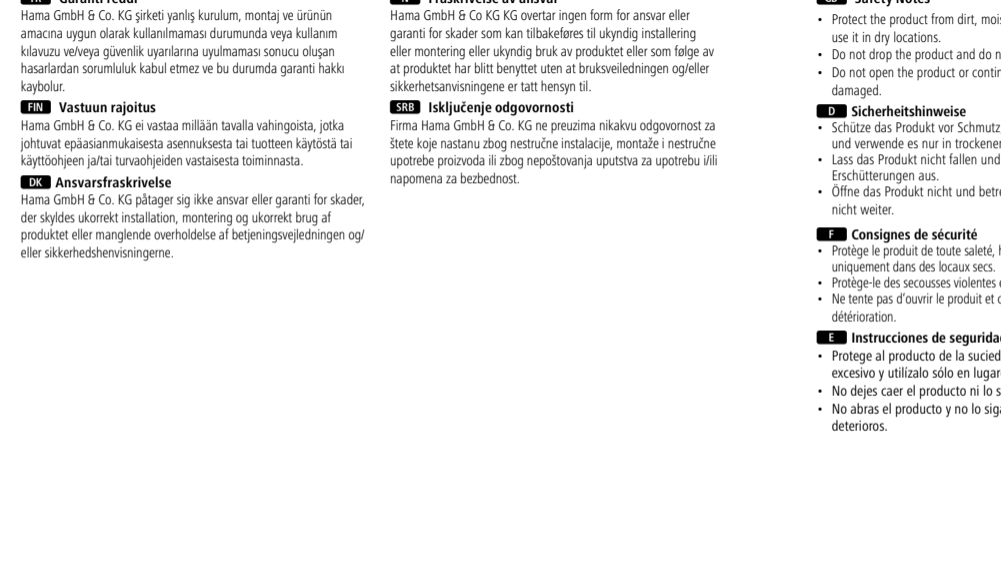 Garanti reddi
Hama GmbH & Co. KG şirketi yanlış kurulum, montaj ve ürünün
amacına uygun olarak kullanılmaması durumunda veya kullanım
kılavuzu ve/veya güvenlik uyarılarına uyulmaması sonucu oluşan
hasarlardan sorumluluk kabul etmez ve bu durumda garanti hakkı
kaybolur.
FIN Vastuun rajoitus
Hama GmbH & Co. KG ei vastaa millään tavalla vahingoista, jotka
johtuvat epäasianmukaisesta asennuksesta tai tuotteen käytöstä tai
käyttöohjeen ja/tai turvaohjeiden vastaisesta toiminnasta.
DK Ansvarsfraskrivelse
Hama GmbH & Co. KG påtager sig ikke ansvar eller garanti for skader,
der skyldes ukorrekt installation, montering og ukorrekt brug af
produktet eller manglende overholdelse af betjeningsvejledningen og/
eller sikkerhedshenvisningerne.
N Fraskrivelse av ansvar
Hama GmbH & Co KG KG overtar ingen form for ansvar eller
garanti for skader som kan tilbakeføres til ukyndig installering
eller montering eller ukyndig bruk av produktet eller som følge av
at produktet har blitt benyttet uten at bruksveiledningen og/eller
sikkerhetsanvisningene er tatt hensyn til.
SRB Isključenje odgovornosti
Firma Hama GmbH & Co. KG ne preuzima nikakvu odgovornost za
štete koje nastanu zbog nestručne instalacije, montaže i nestručne
upotrebe proizvoda ili zbog nepoštovanja uputstva za upotrebu i/ili
napomena za bezbednost.
Safety Notes
• Protect the product from dirt,
use it in dry locations.
• Do not drop the product and do
• Do not open the product or
damaged.
D Sicherheitshinweise
• Schütze das Produkt vor Schmutz,
und verwende es nur in
• Lass das Produkt nicht fallen und
Erschütterungen aus.
• Öffne das Produkt nicht und
nicht weiter.
F Consignes de sécurité
• Protège le produit de toute saleté,
uniquement dans des locaux secs.
• Protège-le des secousses violentes
• Ne tente pas d'ouvrir le produit et
détérioration.
E Instrucciones de
• Protege al producto de la
excesivo y utilízalo sólo en
• No dejes caer el producto ni lo
• No abras el producto y no lo
deterioros.